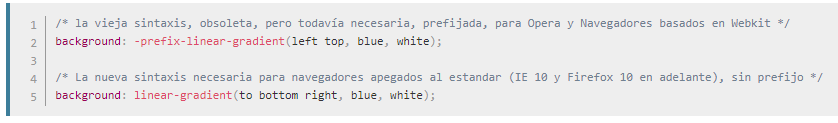 1 /* la vieja sintaxis, obsoleta, pero todavía necesaria, prefijada, para Opera y Navegadores basados en Webkit */
2 background: -prefix-linear-gradient(left top, blue, white);
3
4 /* La nueva sintaxis necesaria para navegadores apegados al estandar (IE 10 y Firefox 10 en adelante), sin prefijo */
5 background: linear-gradient(to bottom right, blue, white);